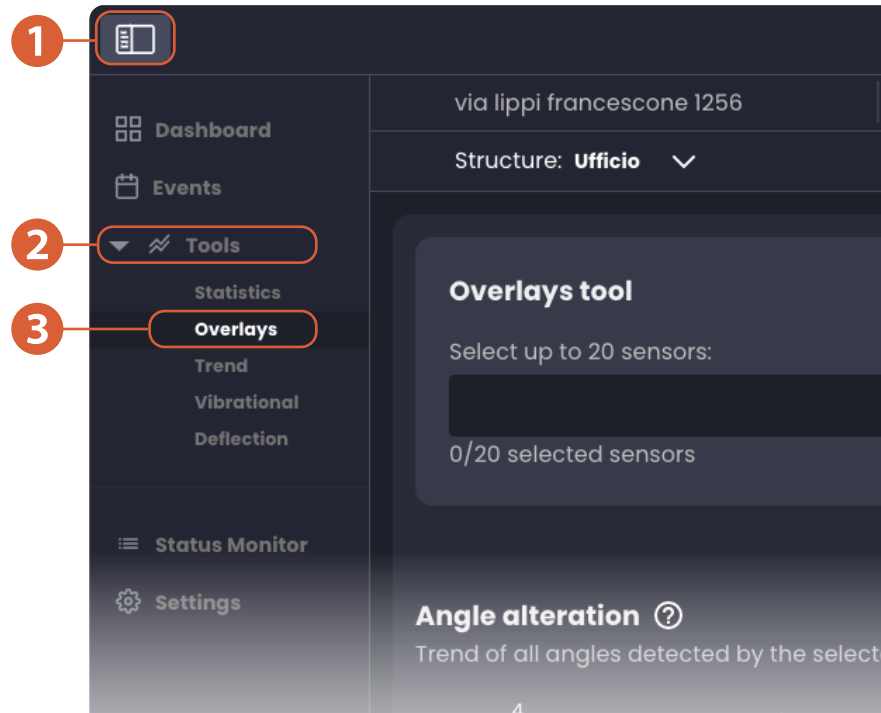 1
via lippi francescone 1256
Dashboard
Structure: Ufficio
Events
2
Tools
Statistics
3
Overlays
Trend
Vibrational
Deflection
Status Monitor
Settings
Overlays tool
Select up to 20 sensors:
0/20 selected sensors
Angle alteration ?
Trend of all angles detected by the select
4